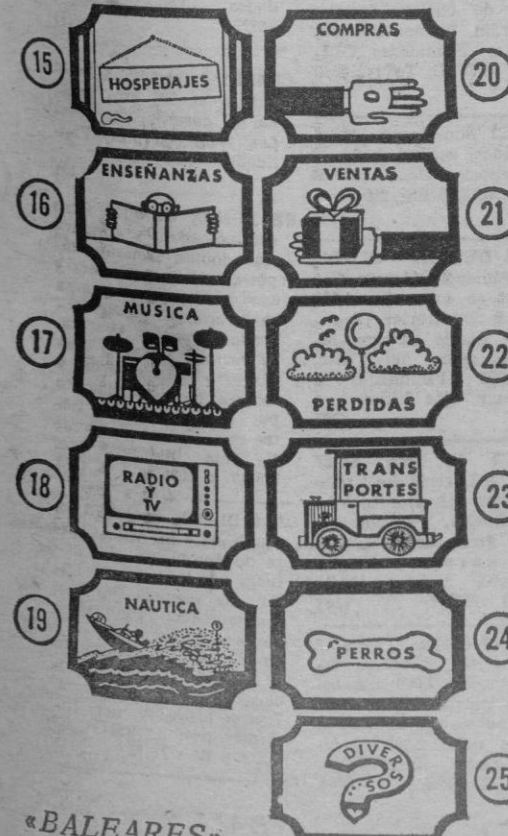 15
HOSPEDAJES
16
ENSEÑANZAS
17
MUSICA
18
RADIO
Y
TV
19
NAUTICA
COMPRAS
20
VENTAS
21
PERDIDAS
22
TRANS
PORTES
23
PERROS
24
DIVER
SOS
25
«BALEARES»